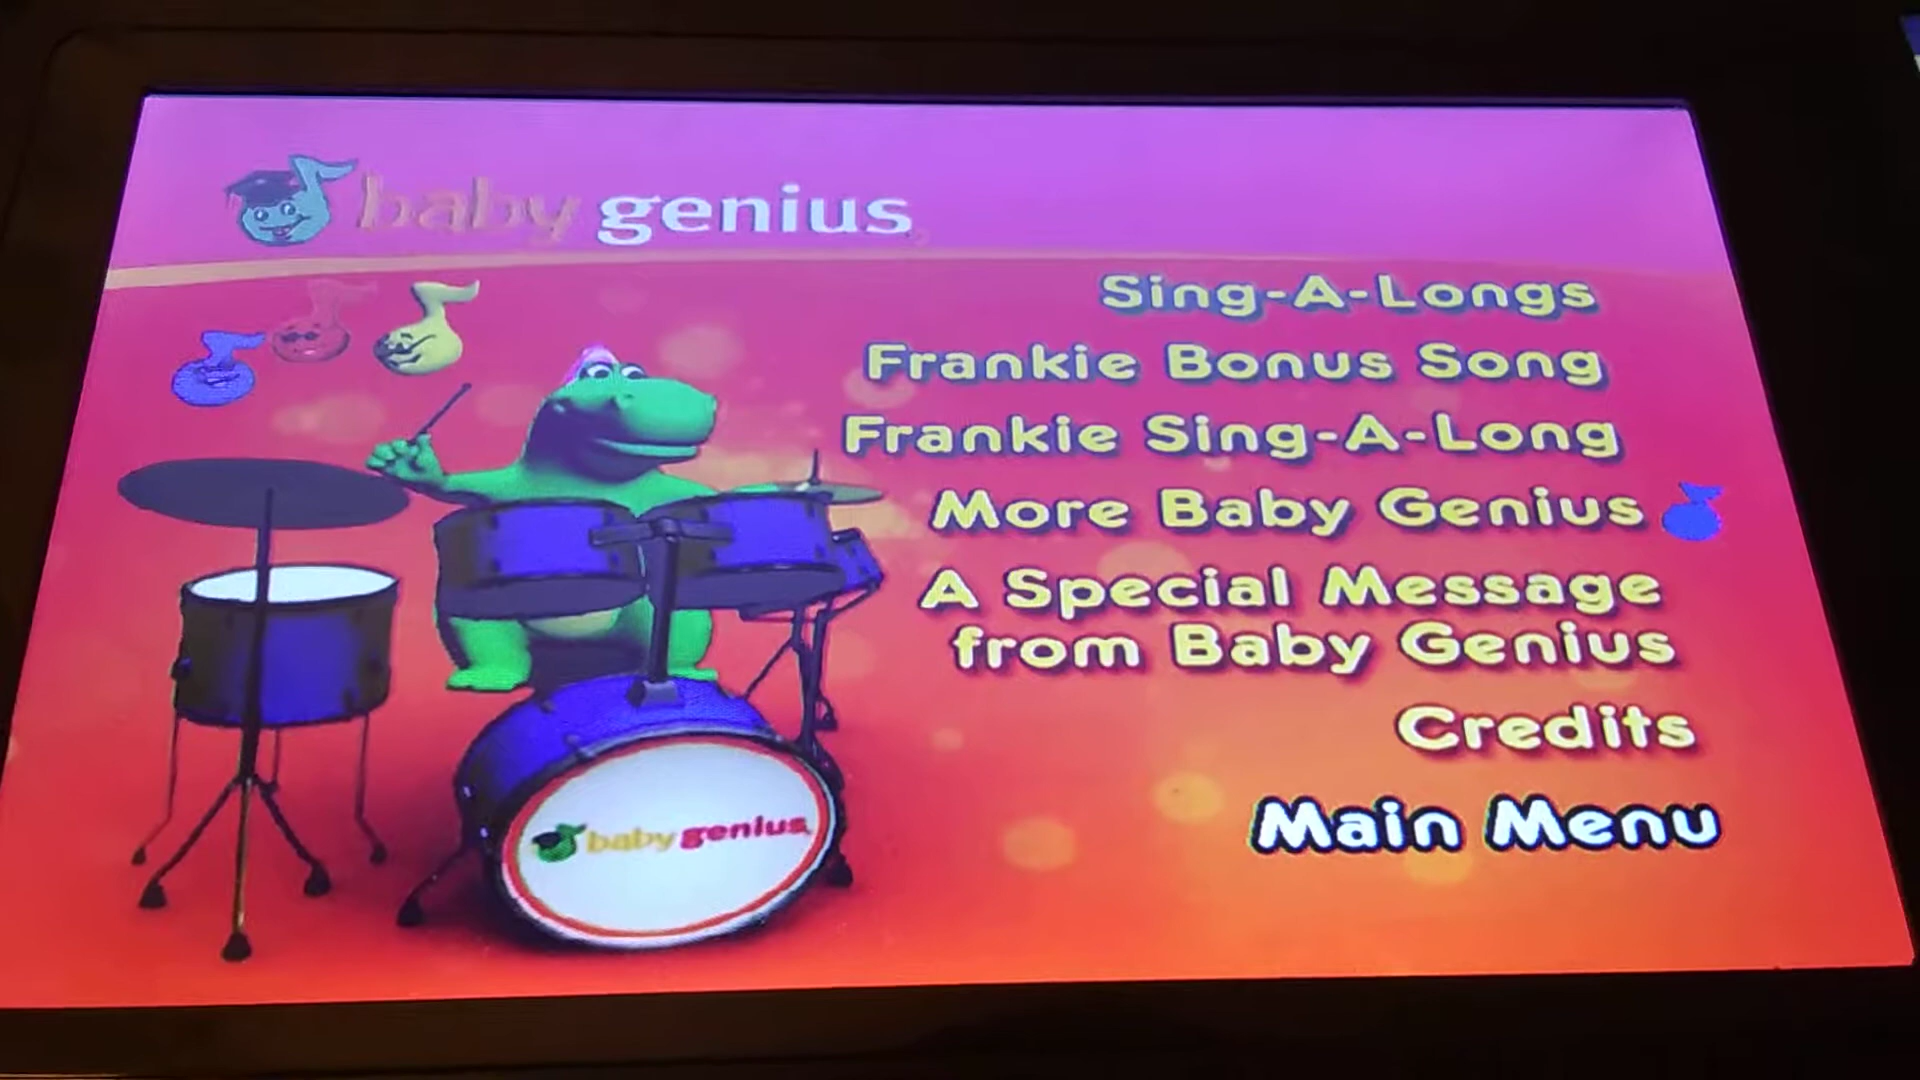 baby genius
Sing-A-Longs
Frankie Bonus Song
Frankie Sing-A-Long
More Baby Genius
A Special Message
from Baby Genius
Credits
Main Menu
baby genius